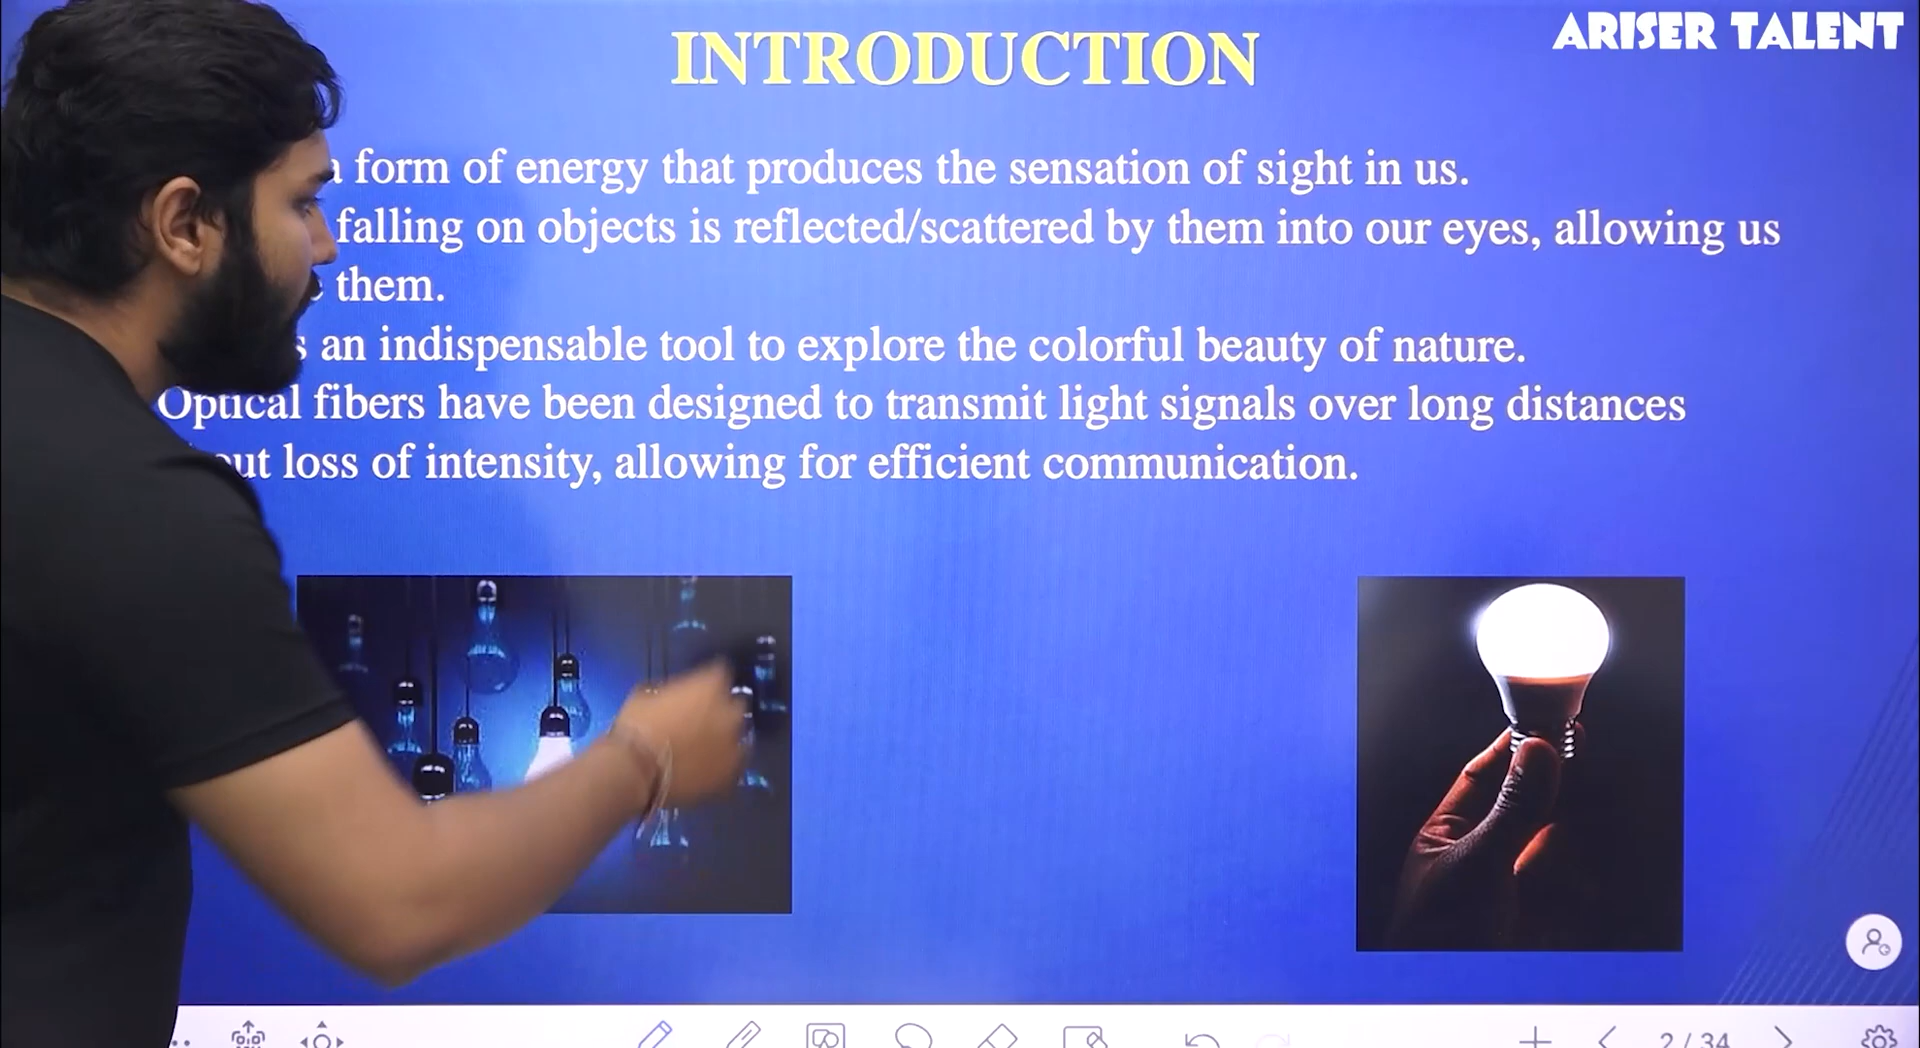 INTRODUCTION
ARISER TALENT
a form of energy that produces the sensation of sight in us.
falling on objects is reflected/scattered by them into our eyes, allowing us
them.
an indispensable tool to explore the colorful beauty of nature.
Optical fibers have been designed to transmit light signals over long distances
loss of intensity, allowing for efficient communication.
2 / 34